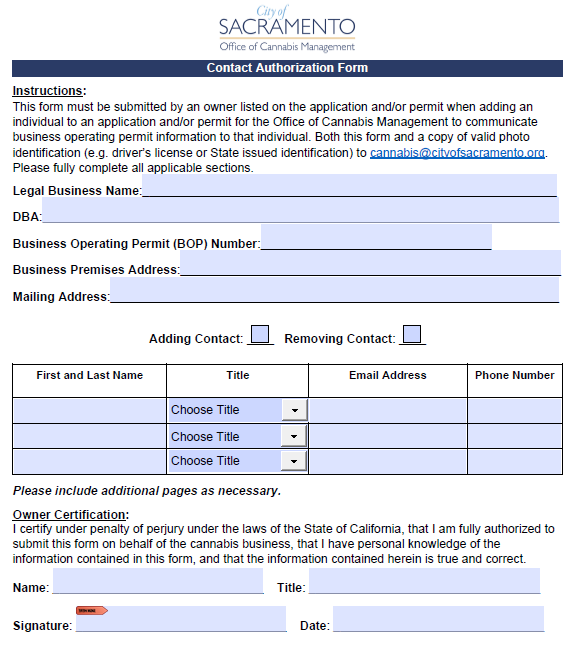 City of
SACRAMENTO
Office of Cannabis Management
Contact Authorization Form
Instructions:
This form must be submitted by an owner listed on the application and/or permit when adding an
individual to an application and/or permit for the Office of Cannabis Management to communicate
business operating permit information to that individual. Both this form and a copy of valid photo
identification (e.g. driver's license or State issued identification) to cannabis@cityofsacramento.org.
Please fully complete all applicable sections.
Legal Business Name:
DBA:
Business Operating Permit (BOP) Number:
Business Premises Address:
Mailing Address:
Adding Contact: Removing Contact:
First and Last Name Title Email Address Phone Number
Choose Title
Choose Title
Choose Title
Please include additional pages as necessary.
Owner Certification:
I certify under penalty of perjury under the laws of the State of California, that I am fully authorized to
submit this form on behalf of the cannabis business, that I have personal knowledge of the
information contained in this form, and that the information contained herein is true and correct.
Name: Title:
Signature: Date: